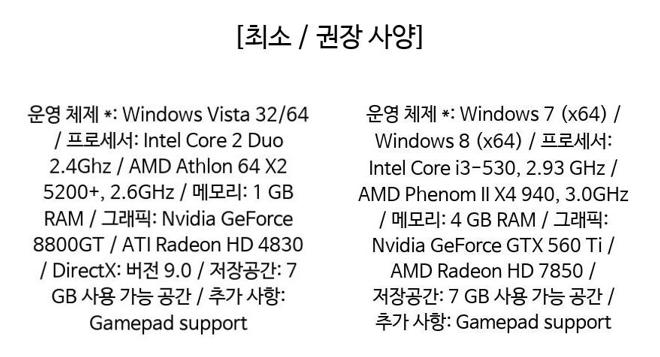 [최소 / 권장 사양]
운영 체제 *: Windows Vista 32/64
/ 프로세서: Intel Core 2 Duo
2.4Ghz / AMD Athlon 64 X2
5200+, 2.6GHz / 메모리: 1 GB
RAM / 그래픽: Nvidia GeForce
8800GT / ATI Radeon HD 4830
/ DirectX: 버전 9.0 / 저장공간: 7
GB 사용 가능 공간 / 추가 사항:
Gamepad support
운영 체제 *: Windows 7 (x64) /
Windows 8 (x64) / 프로세서:
Intel Core i3-530, 2.93 GHz /
AMD Phenom II X4 940, 3.0GHz
/ 메모리: 4 GB RAM / 그래픽:
Nvidia GeForce GTX 560 Ti /
AMD Radeon HD 7850 /
저장공간: 7 GB 사용 가능 공간 /
추가 사항: Gamepad support